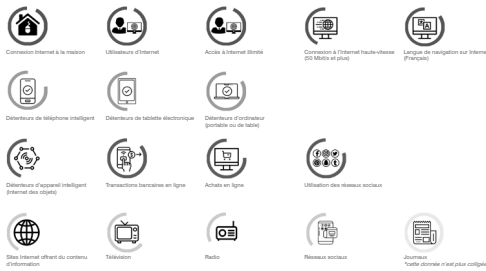 Connexion Internet à la maison
Utilisateurs d'Internet
Accès à Internet illimité
Connexion à l'Internet haute-vitesse
(50 Mbit/s et plus)
Langue de navigation sur Interne
(Français)
Détenteurs de téléphone intelligent
Détenteurs de tablette électronique
Détenteurs d'ordinateur
(portable ou de table)
Détenteurs d'appareil intelligent
(Internet des objets)
Transactions bancaires en ligne
Achats en ligne
Utilisation des réseaux sociaux
Sites Internet offrant du contenu
d'information
Télévision
Radio
Réseaux sociaux
Journaux
*cette donnée n'est plus colligée